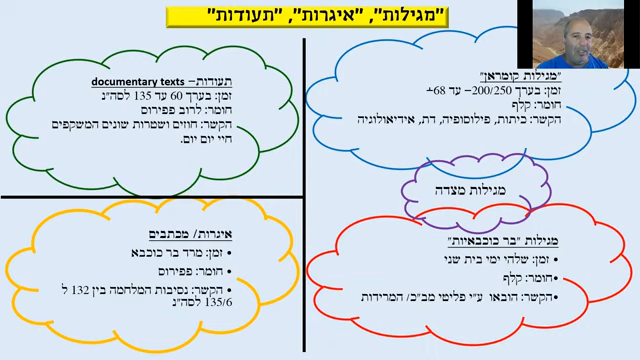 "מגילות", "איגרות", "תעודות"
"מגילות קומראן"
זמן: בערך 200/250– עד 68+
חומר: קלף
הקשר: כיתות, פילוסופיה, דת, אידיאולוגיה
תעודות– documentary texts
זמן: בערך 60 עד 135 לסה"נ
חומר: לרוב פפירוס
הקשר: חוזים ושטרות שונים המשקפים
חיי יום יום.
מגילות מצדה
מגילות "בר כוכבאיות"
• זמן: שלהי ימי בית שני
• חומר: קלף
• הקשר: הובאו ע"י פליטי מב"כ/ המרידות
איגרות/ מכתבים
• זמן: מרד בר כוכבא
• חומר: פפירוס
• הקשר: נסיבות המלחמה בין 132 ל
135/6 לסה"נ